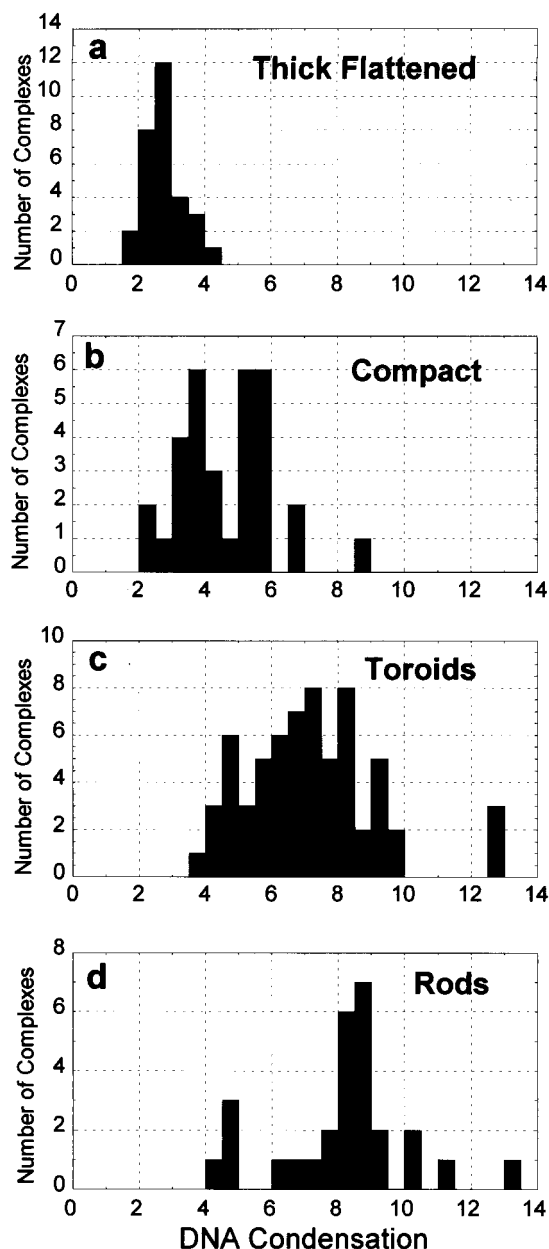 14
a
Thick Flattened
12
10
8
6
4
2
0
Number of Complexes
0 2 4 6 8 10 12 14
7
b
Compact
6
5
4
3
2
1
0
Number of Complexes
0 2 4 6 8 10 12 14
10
c
Toroids
8
6
4
2
0
Number of Complexes
0 2 4 6 8 10 12 14
8
d
Rods
6
4
2
0
Number of Complexes
0 2 4 6 8 10 12 14
DNA Condensation